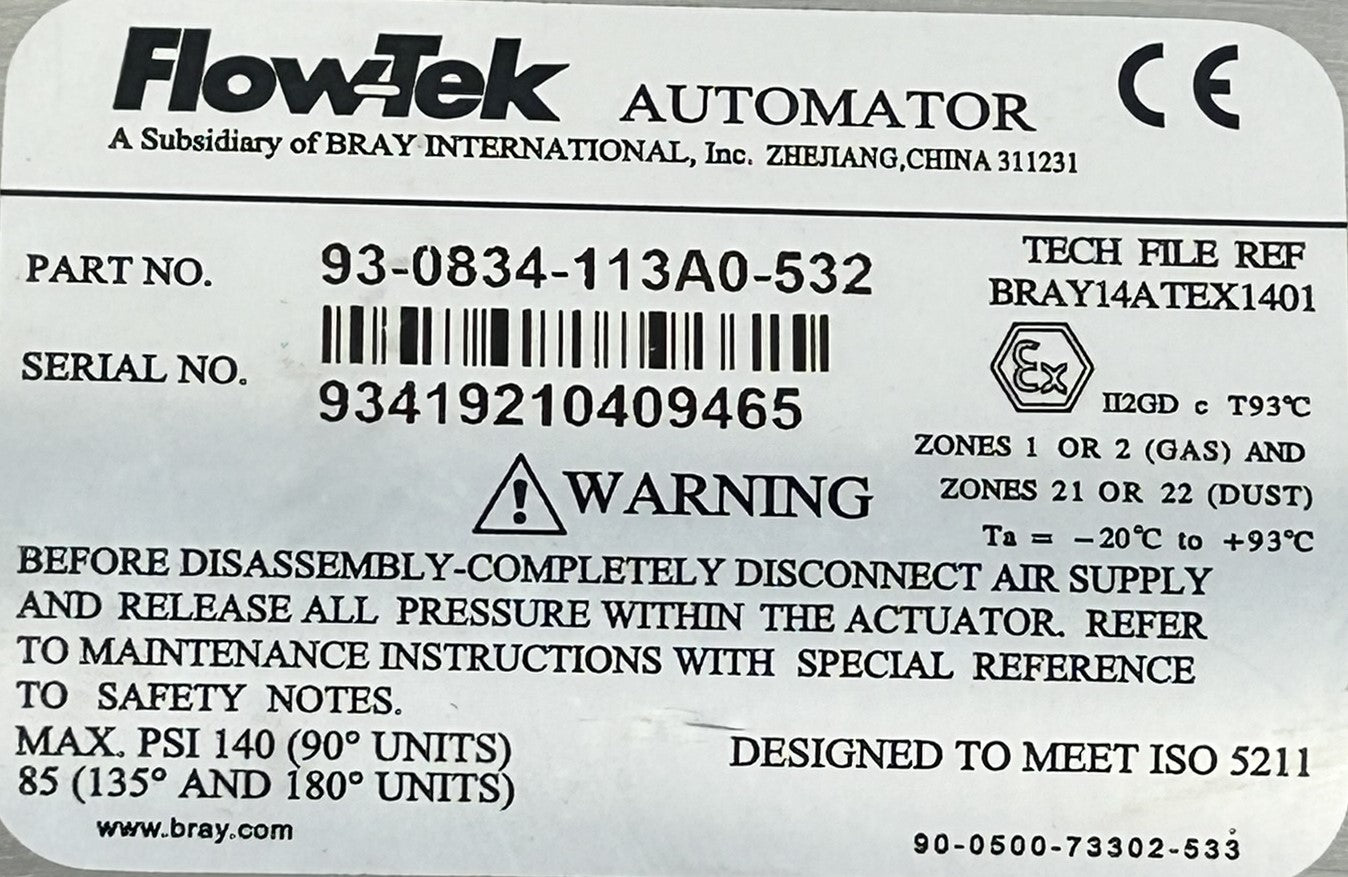 Flow-Tek AUTOMATOR CE
A Subsidiary of BRAY INTERNATIONAL, Inc. ZHEJIANG,CHINA 311231
PART NO. 93-0834-113A0-532
TECH FILE REF
BRAY14ATEX1401
SERIAL NO. 93419210409465
Ex II2GD c T93°C
ZONES 1 OR 2 (GAS) AND
ZONES 21 OR 22 (DUST)
Ta = -20°C to +93°C
WARNING
BEFORE DISASSEMBLY-COMPLETELY DISCONNECT AIR SUPPLY
AND RELEASE ALL PRESSURE WITHIN THE ACTUATOR. REFER
TO MAINTENANCE INSTRUCTIONS WITH SPECIAL REFERENCE
TO SAFETY NOTES.
MAX. PSI 140 (90° UNITS)
85 (135° AND 180° UNITS)
DESIGNED TO MEET ISO 5211
www.bray.com
90-0500-73302-533